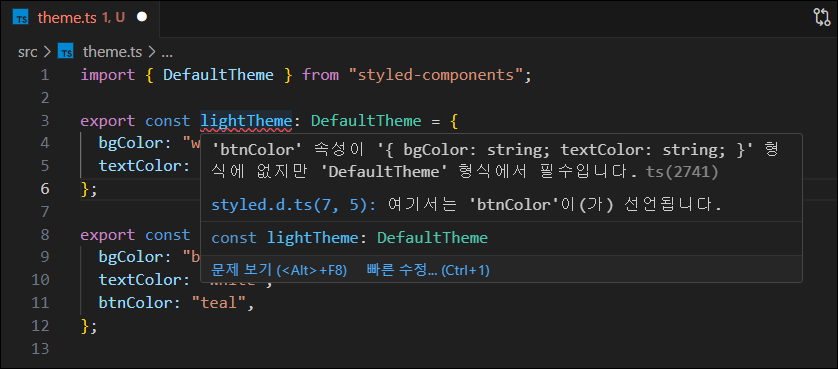 TS theme.ts 1, U
src > TS theme.ts > ...
1 import { DefaultTheme } from "styled-components";
2
3 export const lightTheme: DefaultTheme = {
4 bgColor: "w
5 textColor:
6 };
7
8 export const
9 bgColor: "b
10 textColor: "white",
11 btnColor: "teal",
12 };
13
'btnColor' 속성이 '{ bgColor: string; textColor: string; }' 형
식에 없지만 'DefaultTheme' 형식에서 필수입니다. ts(2741)
styled.d.ts(7, 5): 여기서는 'btnColor'이(가) 선언됩니다.
const lightTheme: DefaultTheme
문제 보기 (<Alt>+F8) 빠른 수정... (Ctrl+1)